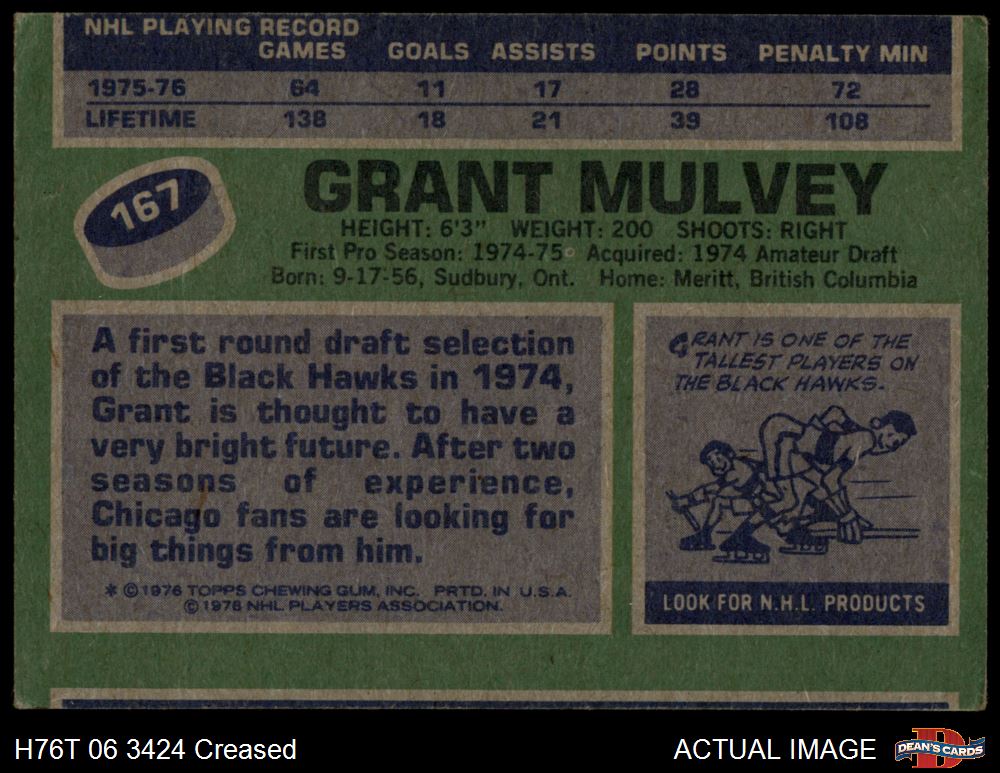 NHL PLAYING RECORD
GAMES GOALS ASSISTS POINTS PENALTY MIN
1975-76 64 11 17 28 72
LIFETIME 138 18 21 39 108
167
GRANT MULVEY
HEIGHT: 6'3" WEIGHT: 200 SHOOTS: RIGHT
First Pro Season: 1974-75 Acquired: 1974 Amateur Draft
Born: 9-17-56, Sudbury, Ont. Home: Meritt, British Columbia
A first round draft selection
of the Black Hawks in 1974,
Grant is thought to have a
very bright future. After two
seasons of experience,
Chicago fans are looking for
big things from him.
* © 1976 TOPPS CHEWING GUM, INC. PRTD. IN U.S.A.
© 1976 NHL PLAYERS ASSOCIATION.
GRANT IS ONE OF THE
TALLEST PLAYERS ON
THE BLACK HAWKS.
LOOK FOR N.H.L. PRODUCTS
H76T 06 3424 Creased
ACTUAL IMAGE
DEAN'S CARDS